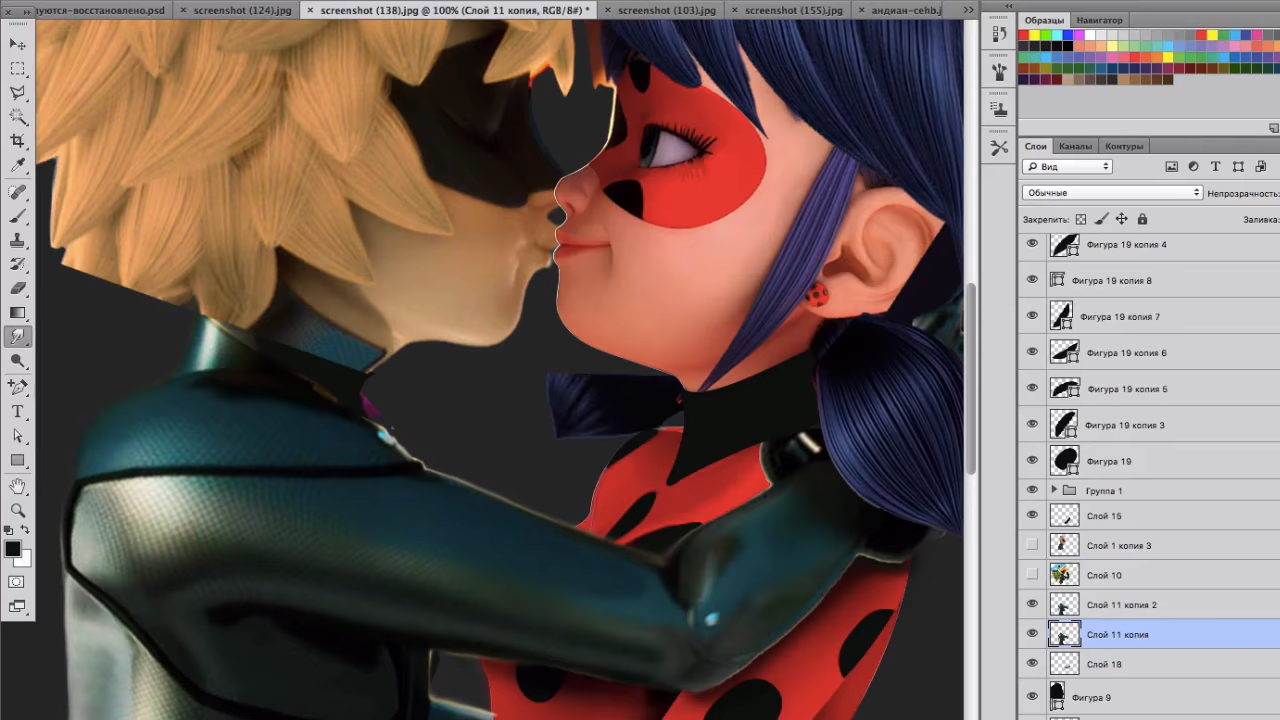 уются-восстановлено.psd
× screenshot (124).jpg
× screenshot (138).jpg @ 100% (Слой 11 копия, RGB/8#) *
× screenshot (103).jpg
× screenshot (155).jpg
× андиан-cehb.j
Образцы
Навигатор
Слои
Каналы
Контуры
Вид
Обычные
Непрозрачность
Закрепить:
Заливка
Фигура 19 копия 4
Фигура 19 копия 8
Фигура 19 копия 7
Фигура 19 копия 6
Фигура 19 копия 5
Фигура 19 копия 3
Фигура 19
Группа 1
Слой 15
Слой 1 копия 3
Слой 10
Слой 11 копия 2
Слой 11 копия
Слой 18
Фигура 9